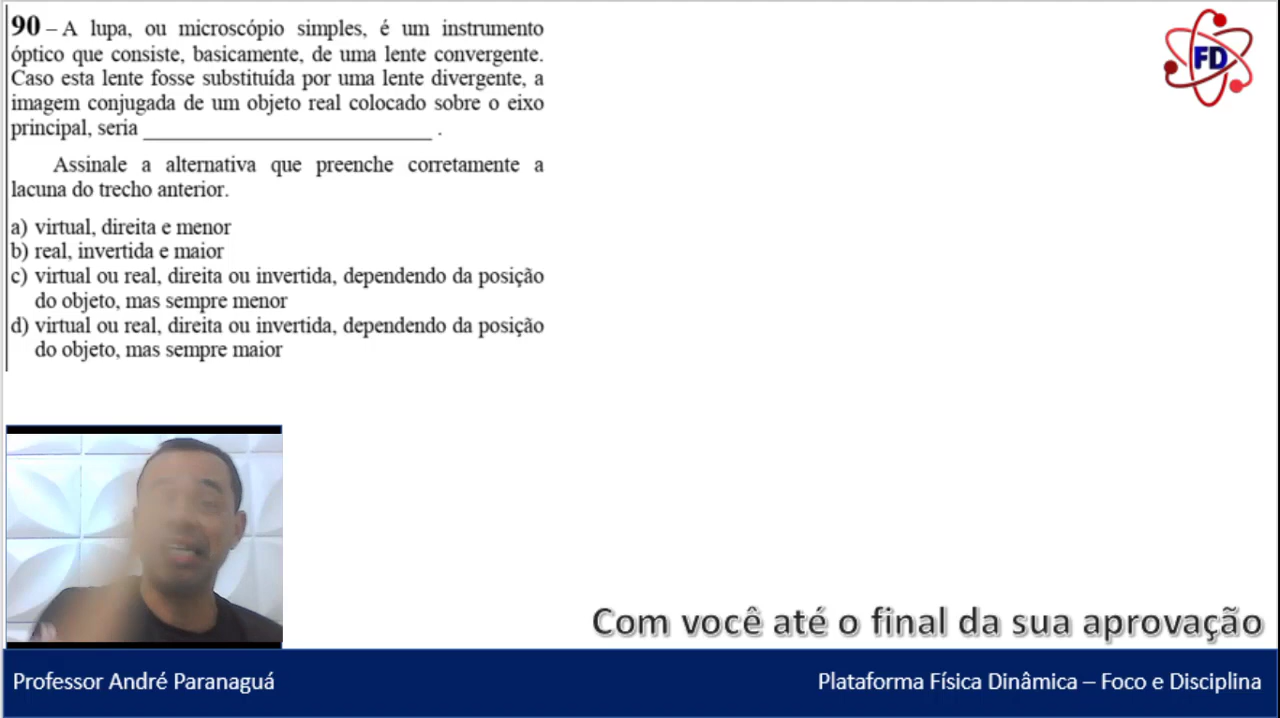 90 – A lupa, ou microscópio simples, é um instrumento
óptico que consiste, basicamente, de uma lente convergente.
Caso esta lente fosse substituída por uma lente divergente, a
imagem conjugada de um objeto real colocado sobre o eixo
principal, seria ____________________________ .
Assinale a alternativa que preenche corretamente a
lacuna do trecho anterior.
a) virtual, direita e menor
b) real, invertida e maior
c) virtual ou real, direita ou invertida, dependendo da posição
do objeto, mas sempre menor
d) virtual ou real, direita ou invertida, dependendo da posição
do objeto, mas sempre maior
FD
Com você até o final da sua aprovação
Professor André Paranaguá
Plataforma Física Dinâmica – Foco e Disciplina